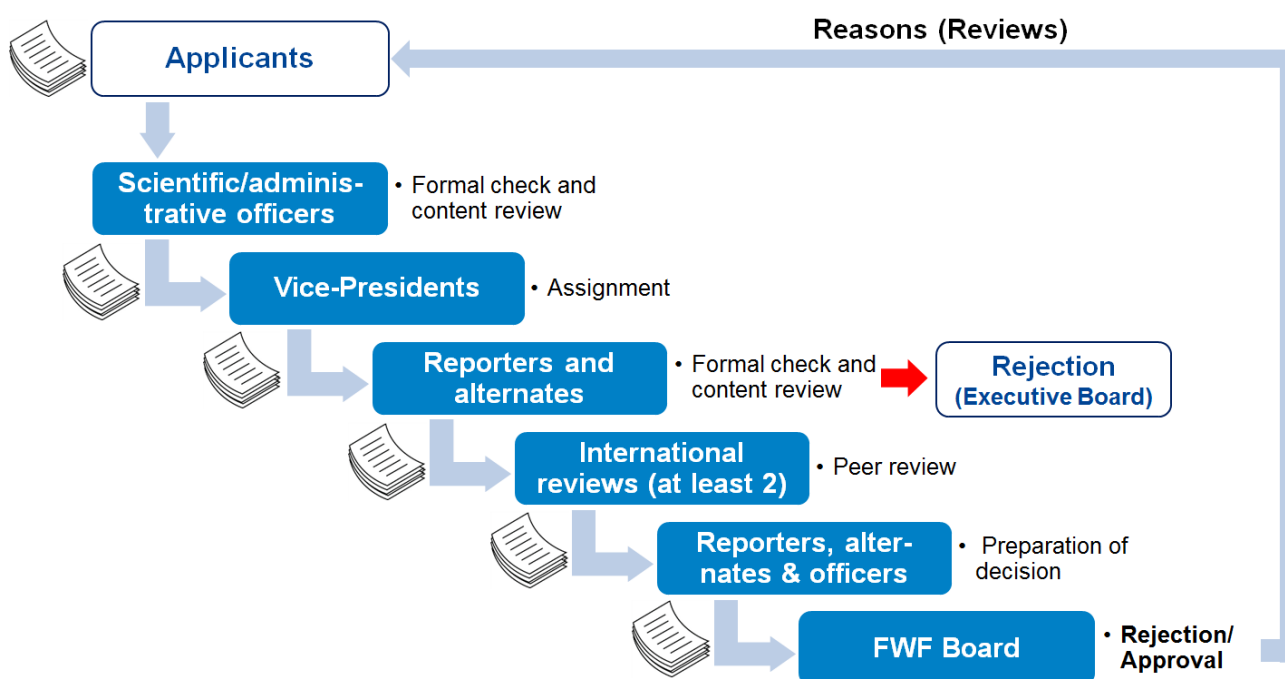 Reasons (Reviews)
Applicants
Scientific/adminis-
trative officers
• Formal check and
content review
Vice-Presidents
• Assignment
Reporters and
alternates
• Formal check and
content review
Rejection
(Executive Board)
International
reviews (at least 2)
• Peer review
Reporters, alter-
nates & officers
• Preparation of
decision
FWF Board
• Rejection/
Approval